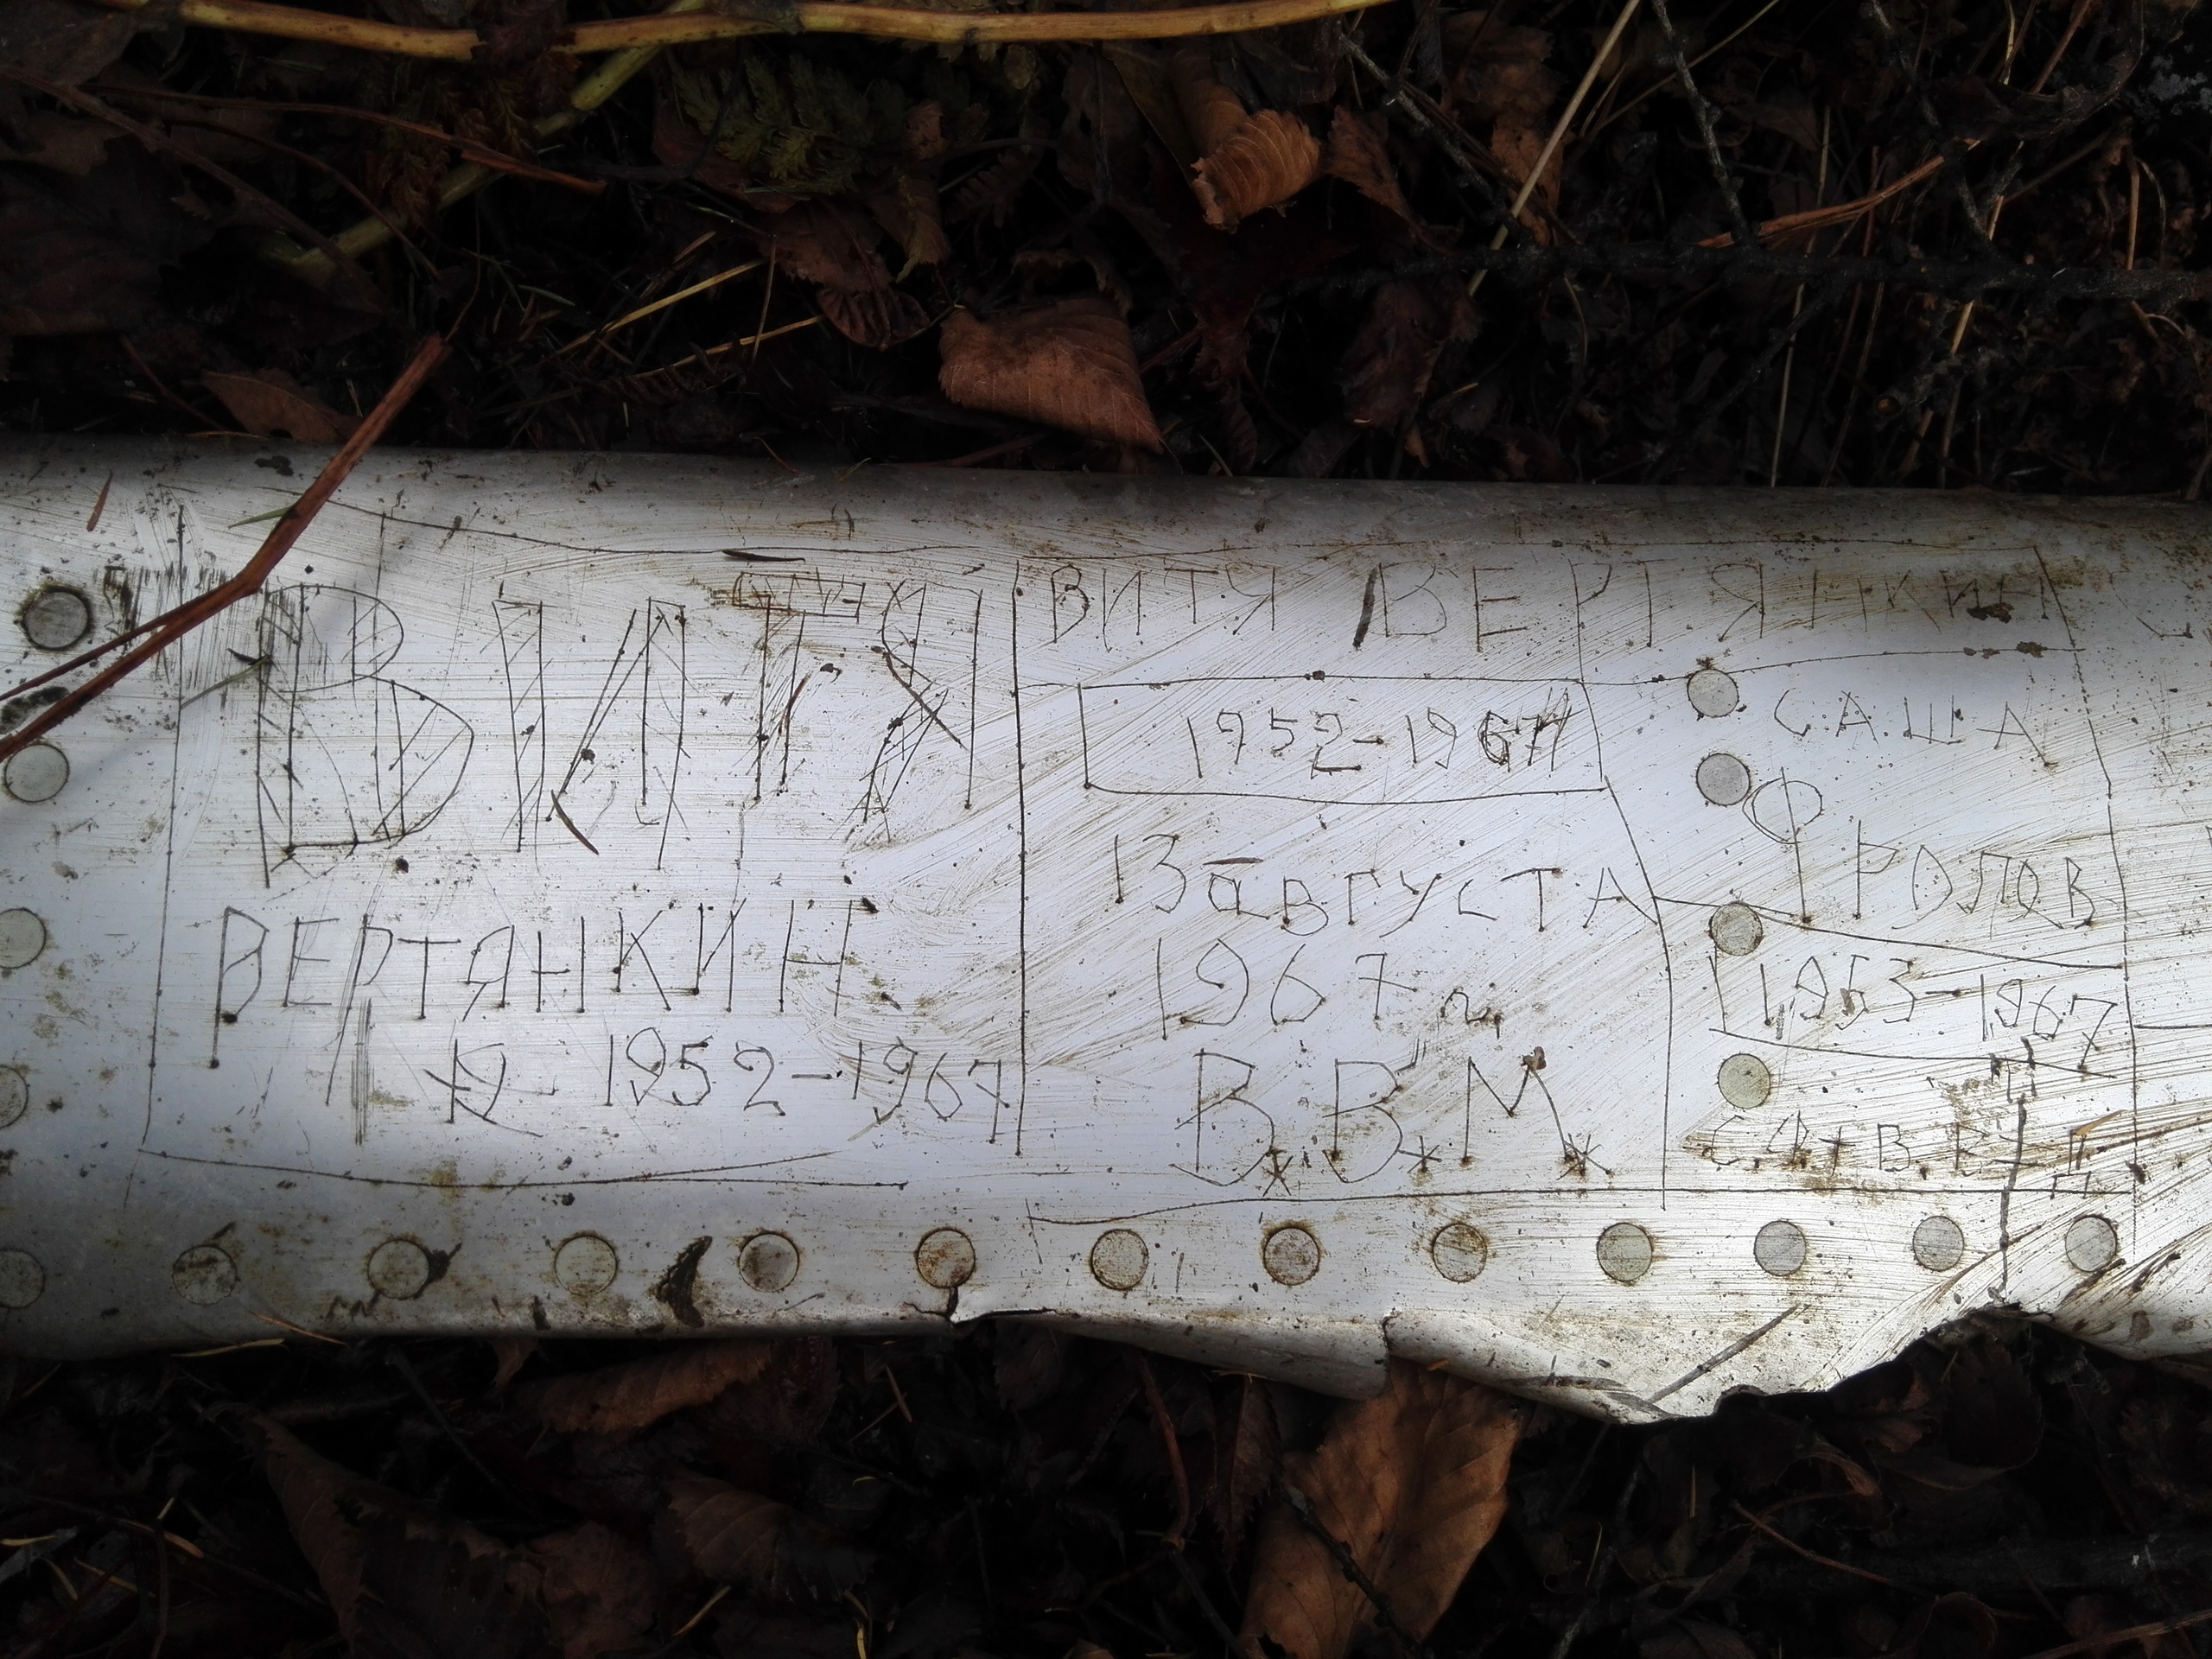 ВИТЯ
ВЕРТЯНКИН
1952-1967
ВИТЯ ВЕРТЯНКИН
1952-1967
13 августа
1967 г.
В. В. М.
САША
ФРОЛОВ
1953-1967